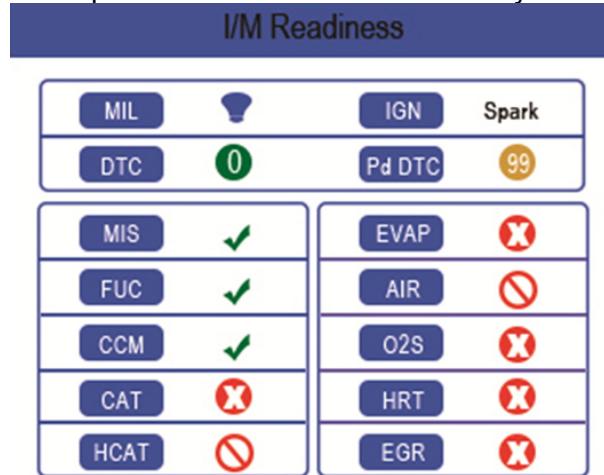 I/M Readiness
MIL IGN Spark
DTC 0 Pd DTC 99
MIS EVAP
FUC AIR
CCM O2S
CAT HRT
HCAT EGR